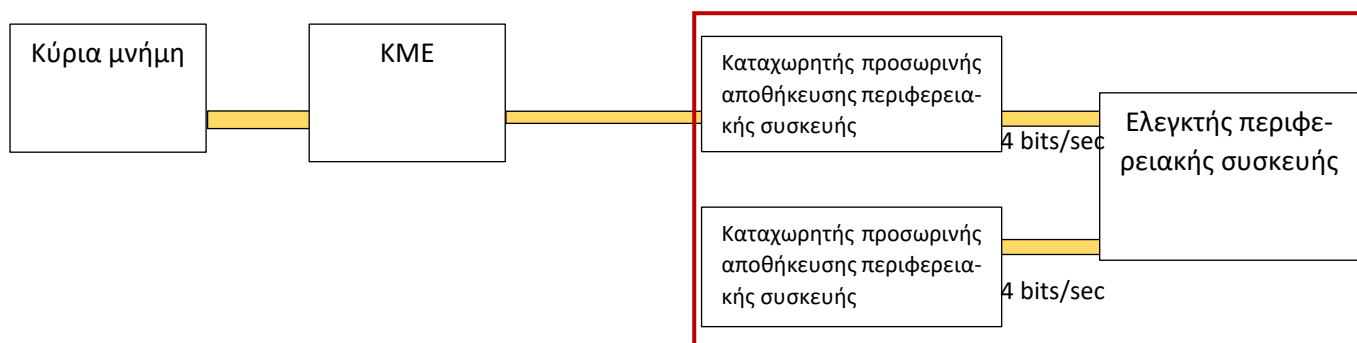 Κύρια μνήμη
ΚΜΕ
Καταχωρητής προσωρινής
αποθήκευσης περιφερεια-
κής συσκευής
4 bits/sec
Ελεγκτής περιφε-
ρειακής συσκευής
Καταχωρητής προσωρινής
αποθήκευσης περιφερεια-
κής συσκευής
4 bits/sec